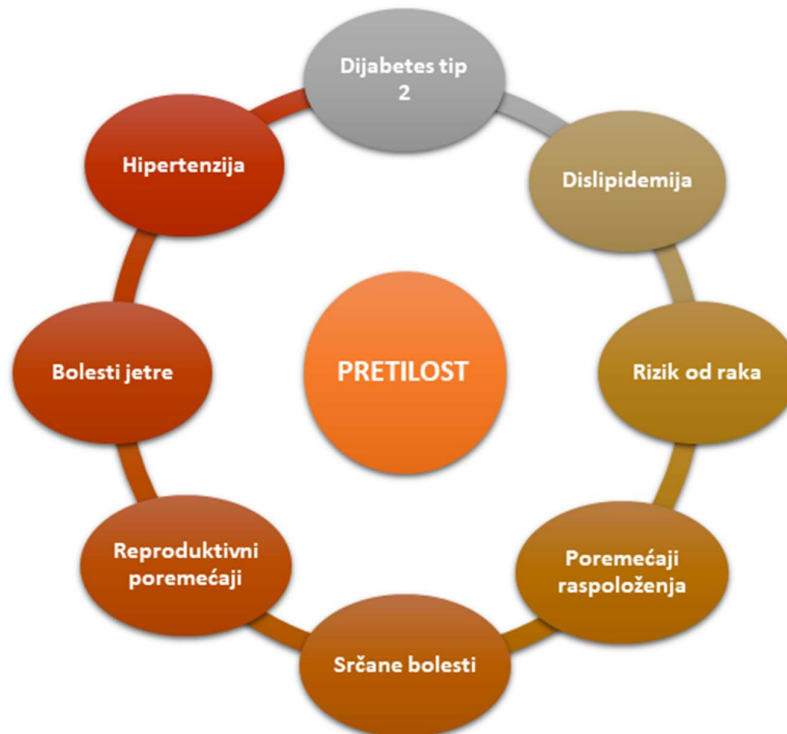 Dijabetes tip
2
Hipertenzija
Dislipidemija
Bolesti jetre
PRETILOST
Rizik od raka
Reproduktivni
poremećaji
Poremećaji
raspoloženja
Srčane bolesti